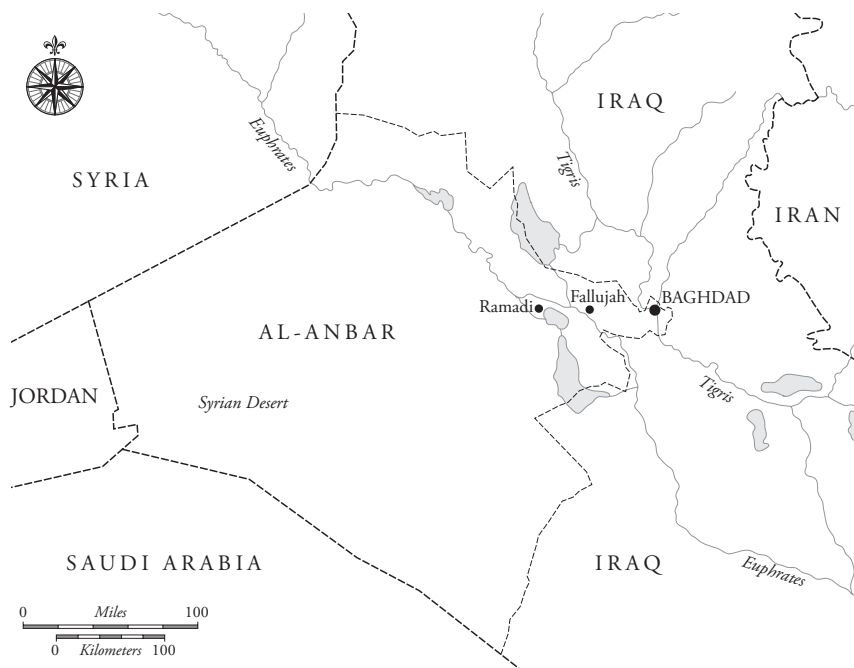 IRAQ
Euphrates
Tigris
SYRIA
IRAN
Ramadi
Fallujah
BAGHDAD
AL-ANBAR
JORDAN
Syrian Desert
Tigris
SAUDI ARABIA
IRAQ
Euphrates
0 Miles 100
0 Kilometers 100